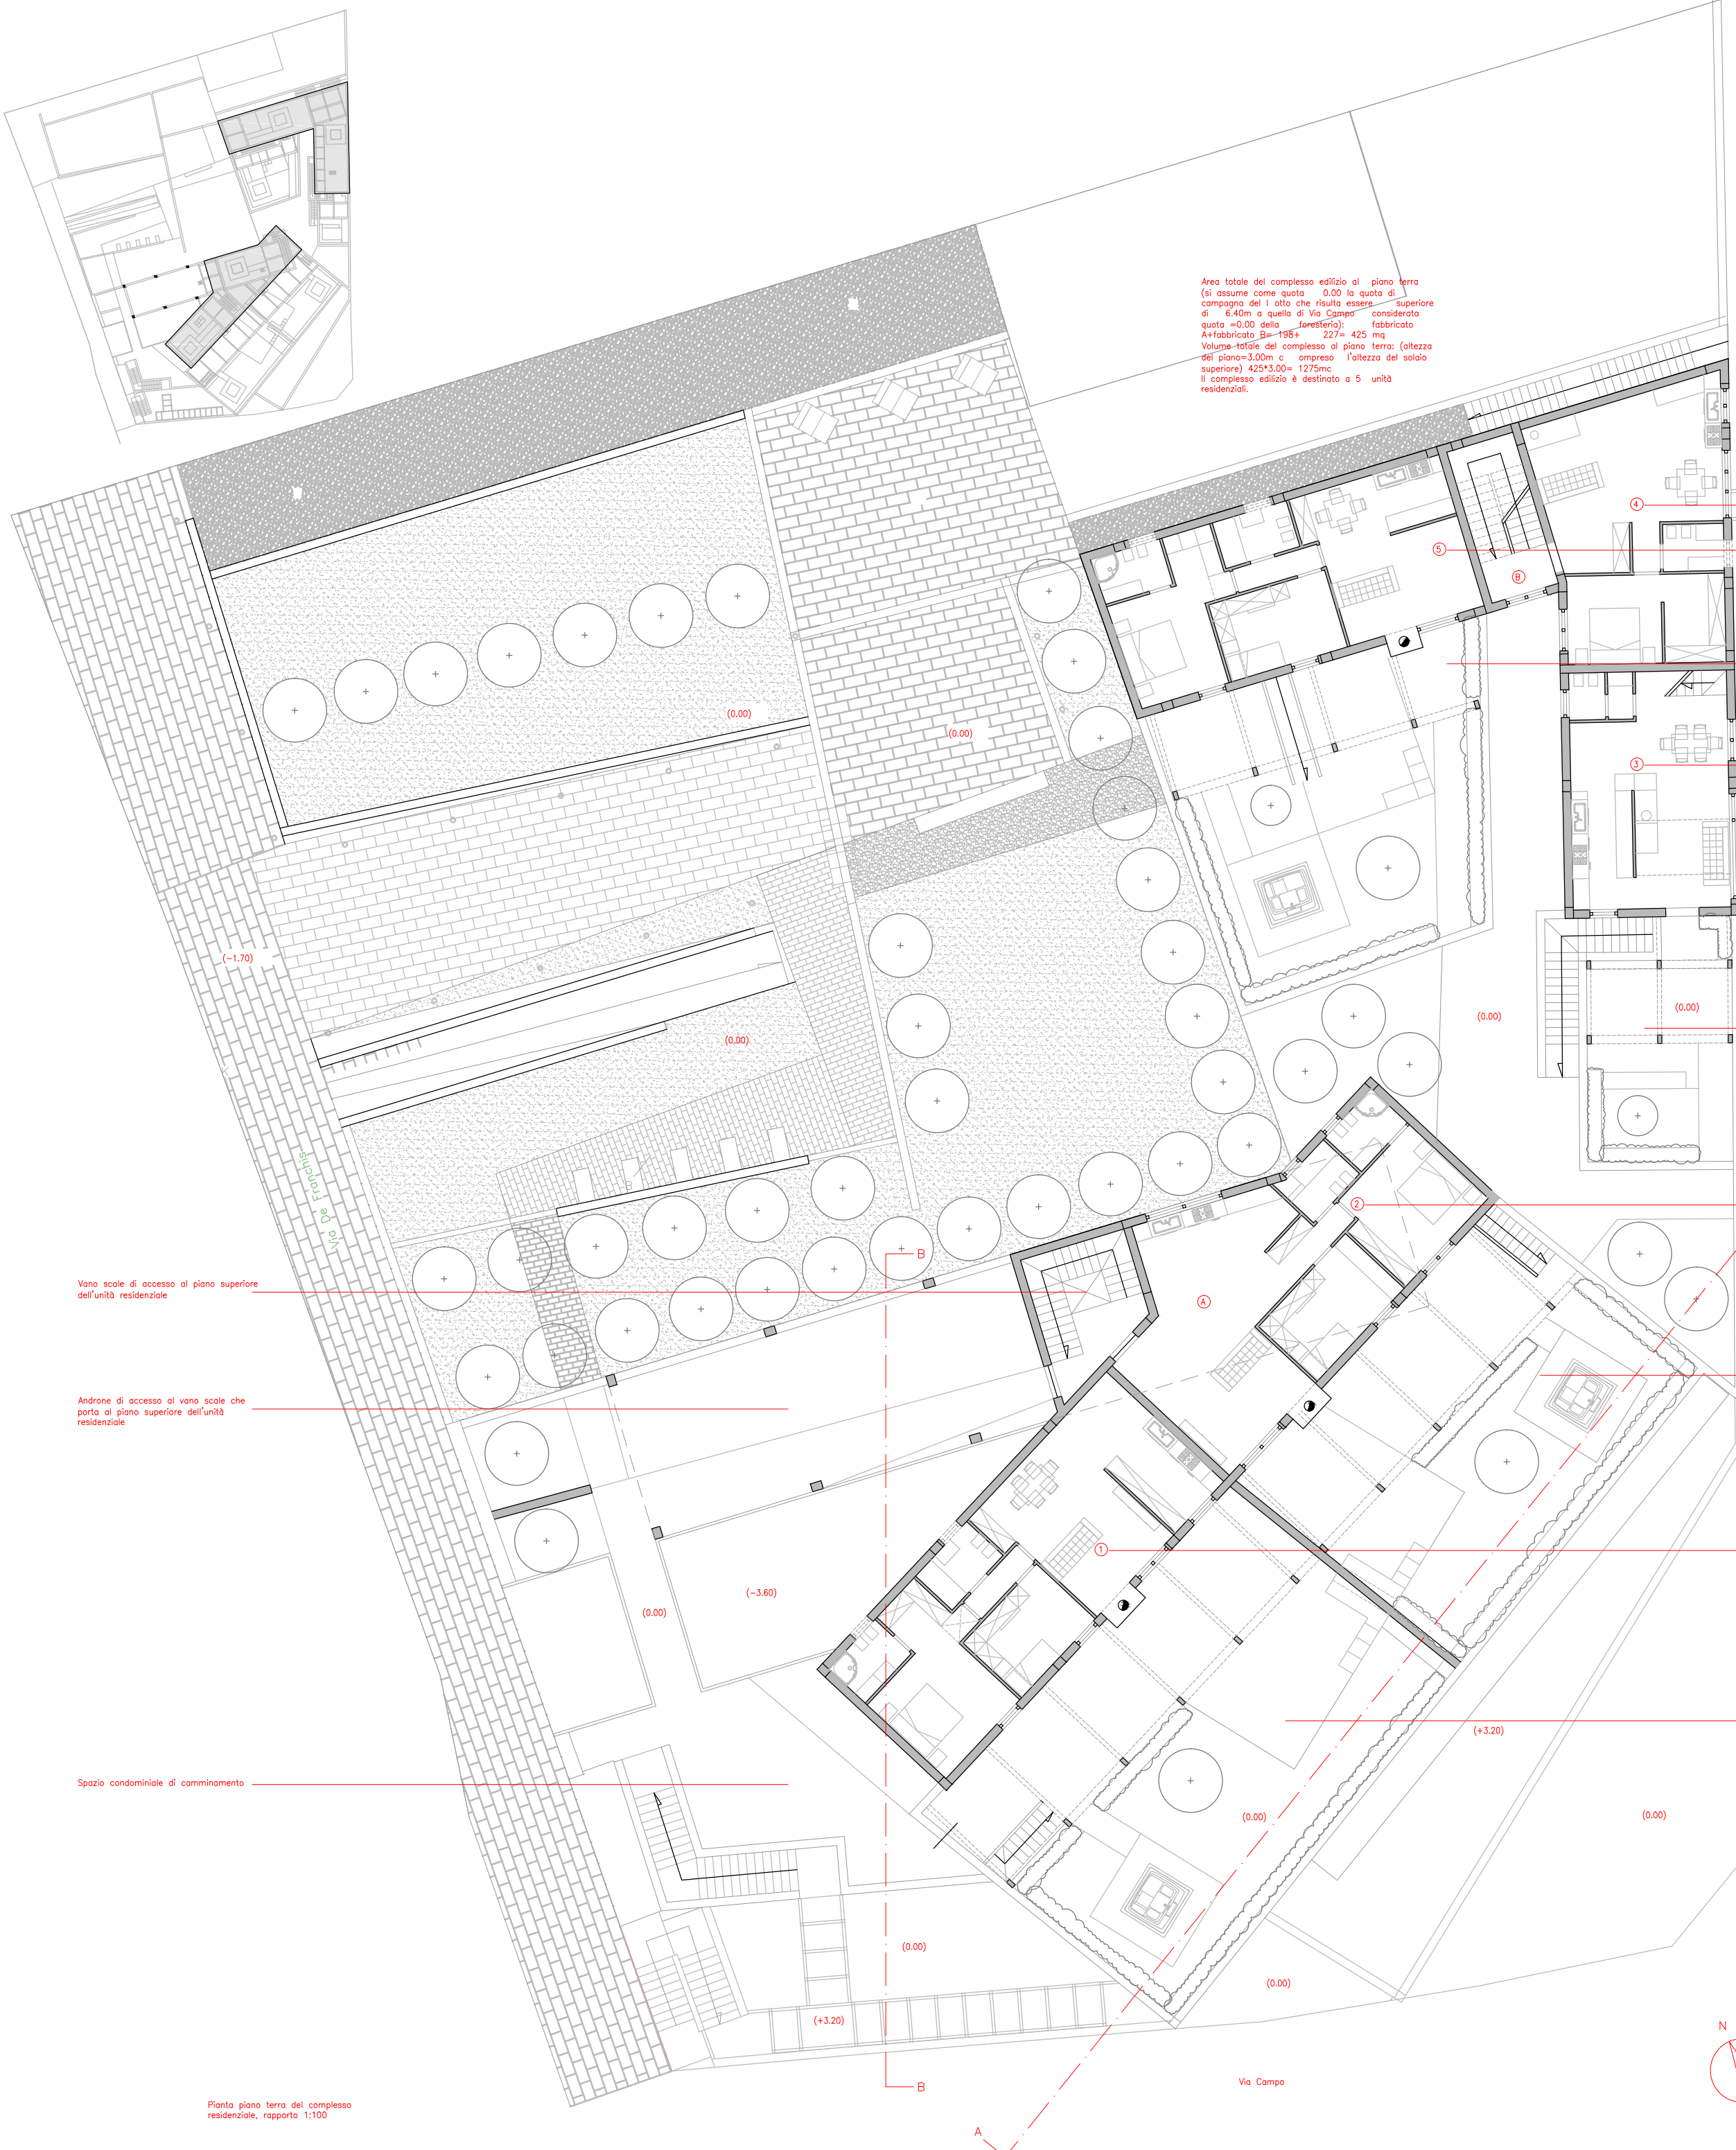 Area totale del complesso edilizio al piano terra
(si assume come quota 0.00 la quota di
campagna del l otto che risulta essere superiore
di 6.40m a quella di Via Campo considerata
quota =0.00 della foresteria): fabbricato
A+fabbricato B= 198+ 227= 425 mq
Volume totale del complesso al piano terra: (altezza
del piano=3.00m c ompreso l'altezza del solaio
superiore) 425*3.00= 1275mc
Il complesso edilizio è destinato a 5 unità
residenziali.
4
5
B
(0.00)
(0.00)
3
(-1.70)
(0.00)
(0.00)
(0.00)
Via De Franchis
2
B
Vano scale di accesso al piano superiore
dell'unità residenziale
A
Androne di accesso al vano scale che
porta al piano superiore dell'unità
residenziale
1
(-3.60)
(0.00)
(+3.20)
Spazio condominiale di camminamento
(0.00)
(0.00)
(0.00)
(0.00)
(+3.20)
N
Via Campo
B
Pianta piano terra del complesso
residenziale, rapporto 1:100
A